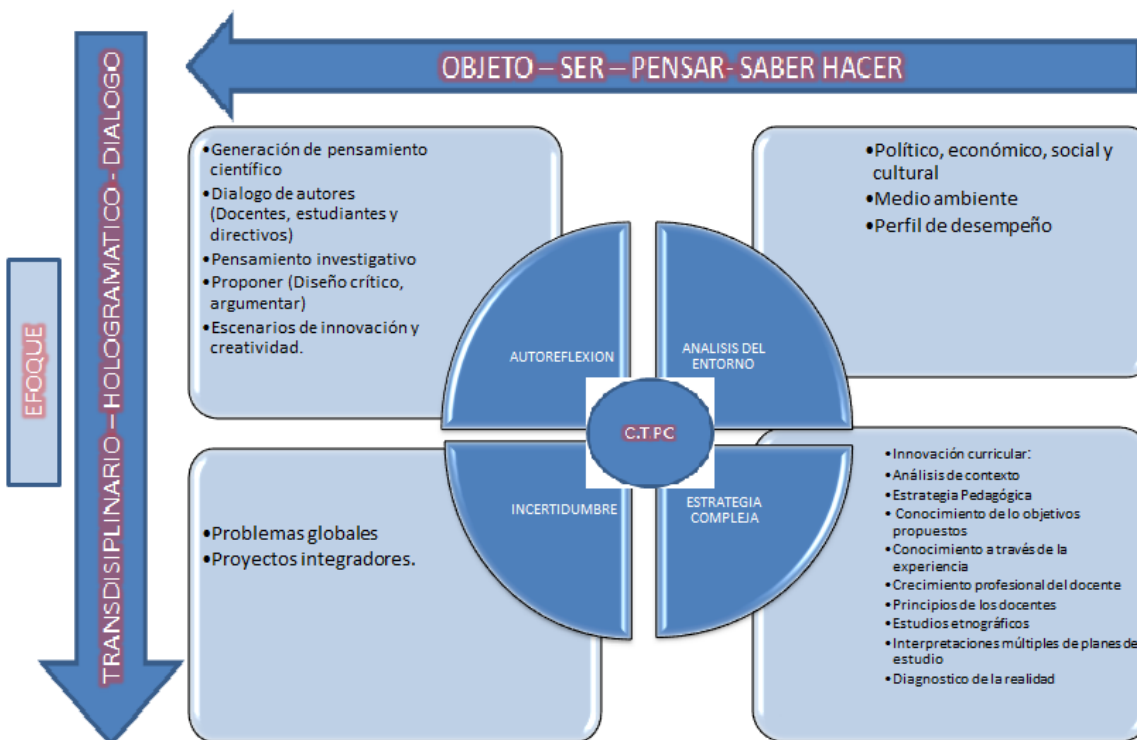 OBJETO – SER – PENSAR- SABER HACER
EFOQUE
TRANSDISIPLINARIO – HOLOGRAMATICO - DIALOGO
•Generación de pensamiento
científico
•Dialogo de autores
(Docentes, estudiantes y
directivos)
•Pensamiento investigativo
•Proponer (Diseño crítico,
argumentar)
•Escenarios de innovación y
creatividad.
•Político, económico, social y
cultural
•Medio ambiente
•Perfil de desempeño
AUTOREFLEXION
ANALISIS DEL
ENTORNO
C.T.PC
INCERTIDUMBRE
ESTRATEGIA
COMPLEJA
•Problemas globales
•Proyectos integradores.
•Innovación curricular:
•Análisis de contexto
•Estrategia Pedagógica
• Conocimiento de lo objetivos
propuestos
•Conocimiento a través de la
experiencia
•Crecimiento profesional del docente
•Principios de los docentes
•Estudios etnográficos
•Interpretaciones múltiples de planes de
estudio
•Diagnostico de la realidad